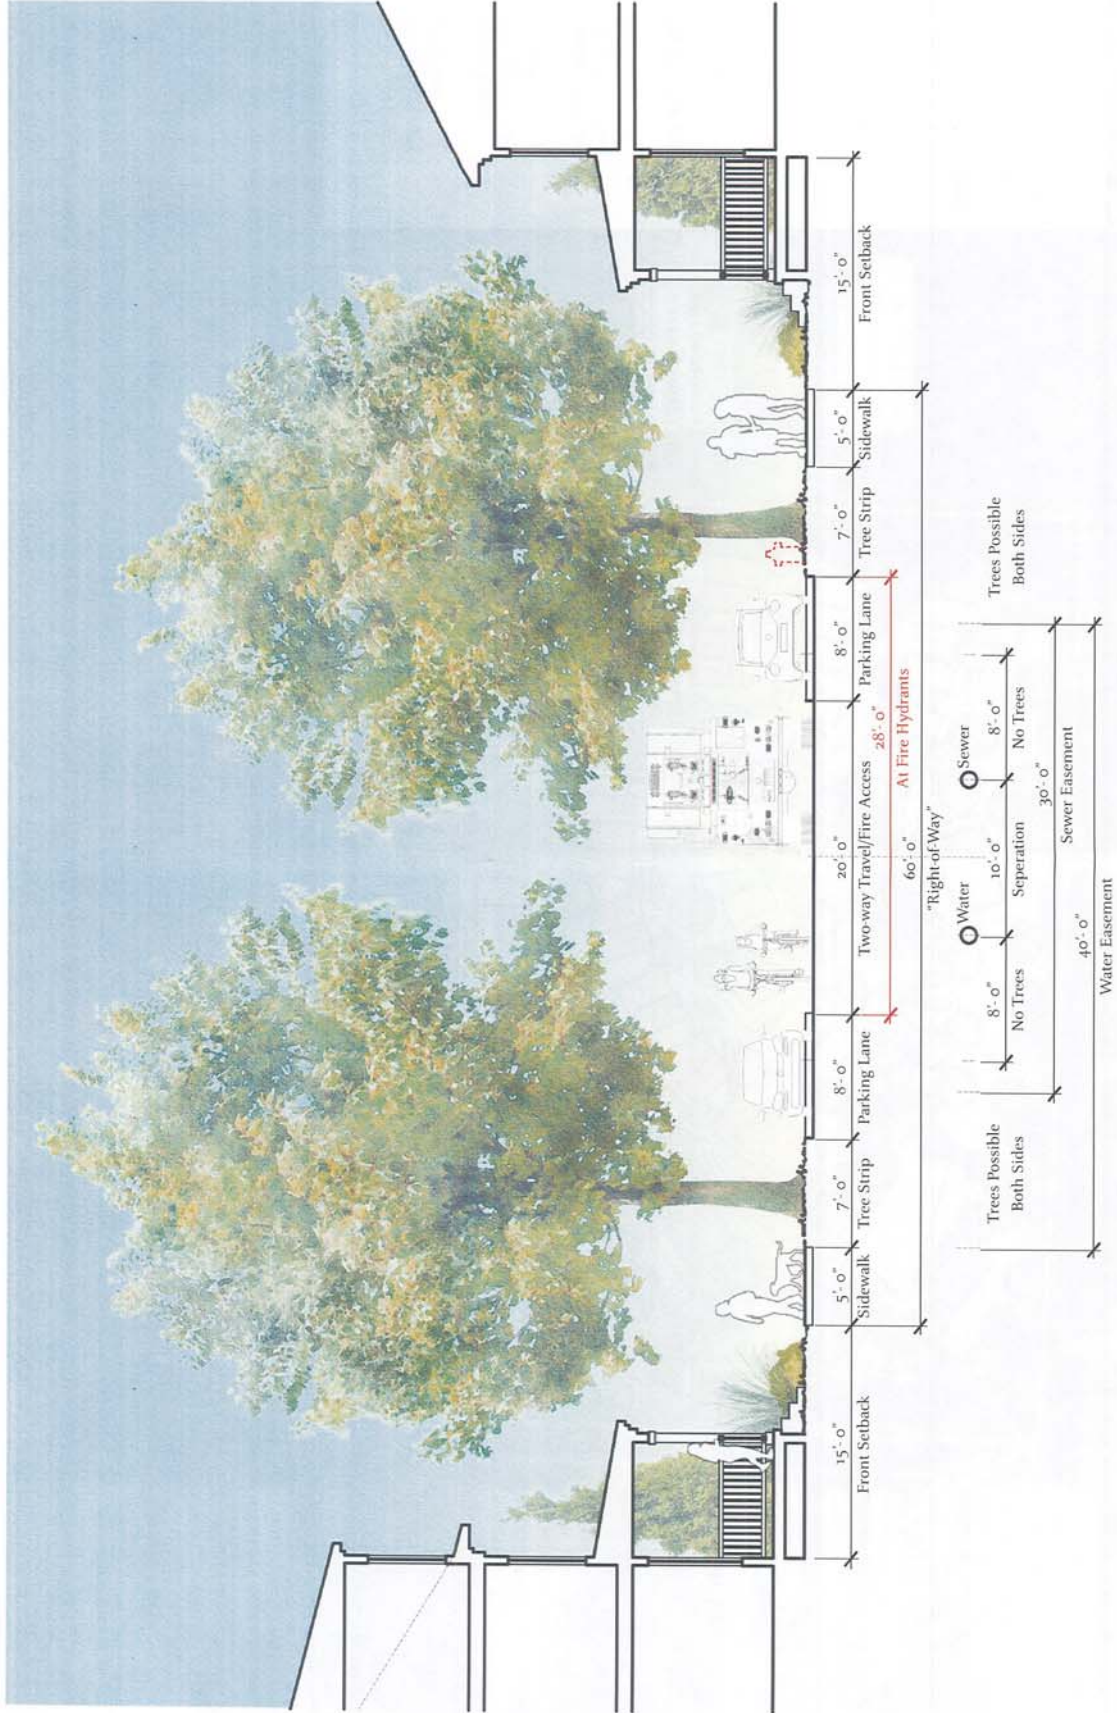 15'- 0"
5'- 0"
7'- 0"
8'- 0"
20'- 0"
8'- 0"
7'- 0"
5'- 0"
15'- 0"
Front Setback
Sidewalk
Tree Strip
Parking Lane
Two-way Travel/Fire Access
Parking Lane
Tree Strip
Sidewalk
Front Setback
28'- 0"
At Fire Hydrants
60'- 0"
"Right-of-Way"
Water
Sewer
Trees Possible
Both Sides
8'- 0"
No Trees
10'- 0"
Seperation
8'- 0"
No Trees
Trees Possible
Both Sides
30'- 0"
Sewer Easement
40'- 0"
Water Easement